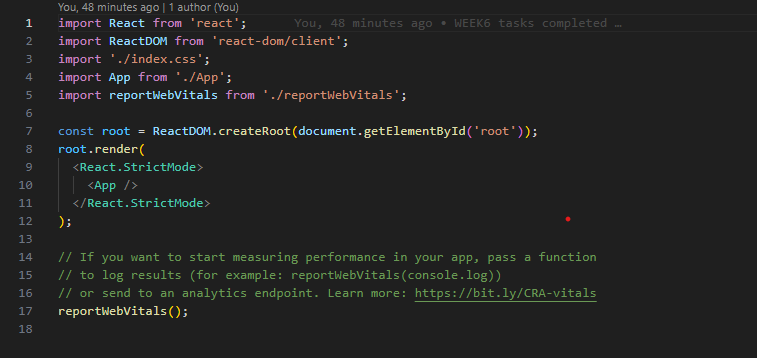 You, 48 minutes ago | 1 author (You)
1 import React from 'react'; You, 48 minutes ago • WEEK6 tasks completed …
2 import ReactDOM from 'react-dom/client';
3 import './index.css';
4 import App from './App';
5 import reportWebVitals from './reportWebVitals';
6
7 const root = ReactDOM.createRoot(document.getElementById('root'));
8 root.render(
9 <React.StrictMode>
10 <App />
11 </React.StrictMode>
12 );
13
14 // If you want to start measuring performance in your app, pass a function
15 // to log results (for example: reportWebVitals(console.log))
16 // or send to an analytics endpoint. Learn more: https://bit.ly/CRA-vitals
17 reportWebVitals();
18